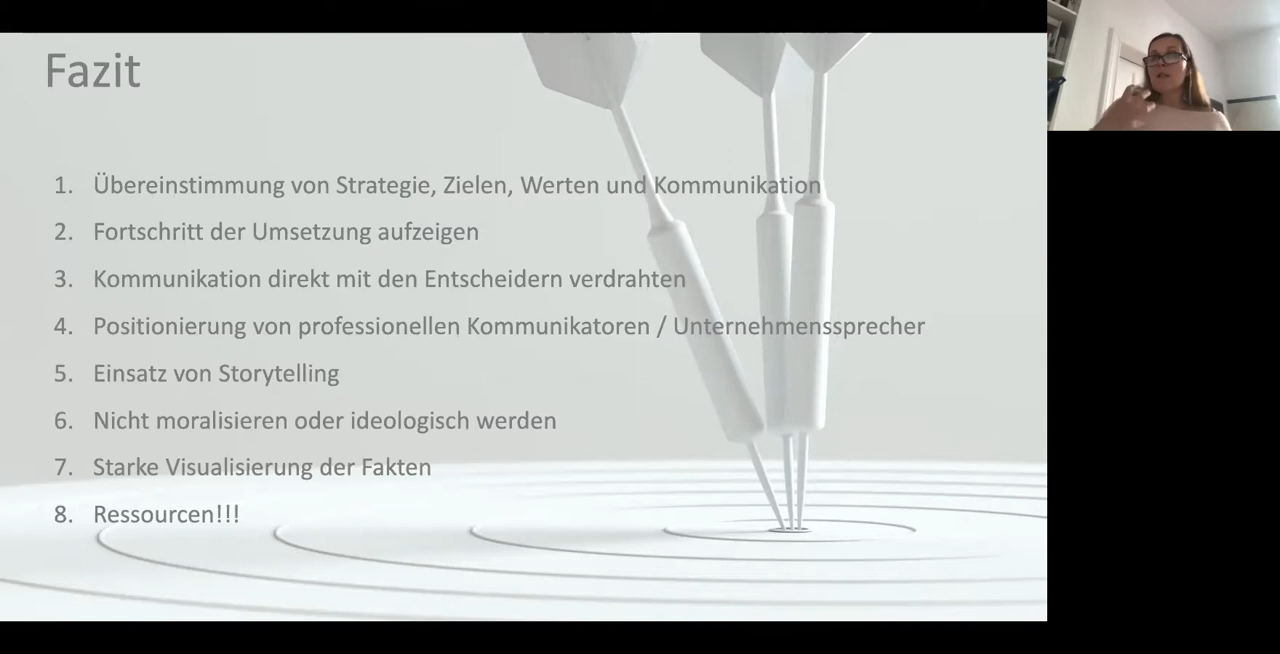 Fazit
1. Übereinstimmung von Strategie, Zielen, Werten und Kommunikation
2. Fortschritt der Umsetzung aufzeigen
3. Kommunikation direkt mit den Entscheidern verdrahten
4. Positionierung von professionellen Kommunikatoren / Unternehmenssprecher
5. Einsatz von Storytelling
6. Nicht moralisieren oder ideologisch werden
7. Starke Visualisierung der Fakten
8. Ressourcen!!!